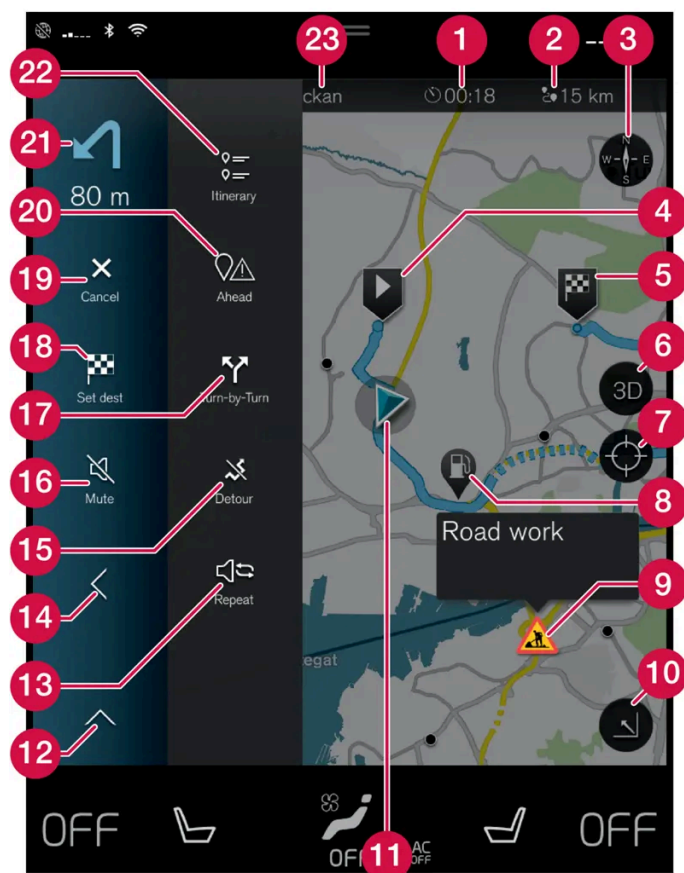 23 1 2 3
22
ckan 00:18 15 km
21
N
W E
S
80 m
Itinerary
20 4
19
Cancel
Ahead
5
18
6
3D
Set dest
17
Turn-by-Turn
7
16
Mute
Detour
8
15
Road work
14
Repeat
9
13
egat
10
12
OFF OFF
OFF 11 AC
OFF